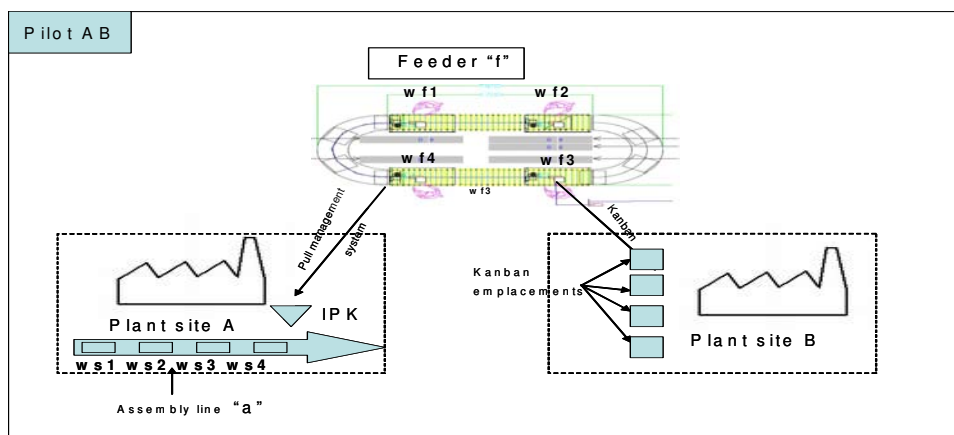 Pilot AB
Feeder “f”
wf1 wf2
wf4 wf3
wf3
Pull management
system
Kanban
Kanban
emplacements
IPK
Plant site A
Plant site B
ws1 ws2 ws3 ws4
Assembly line “a”